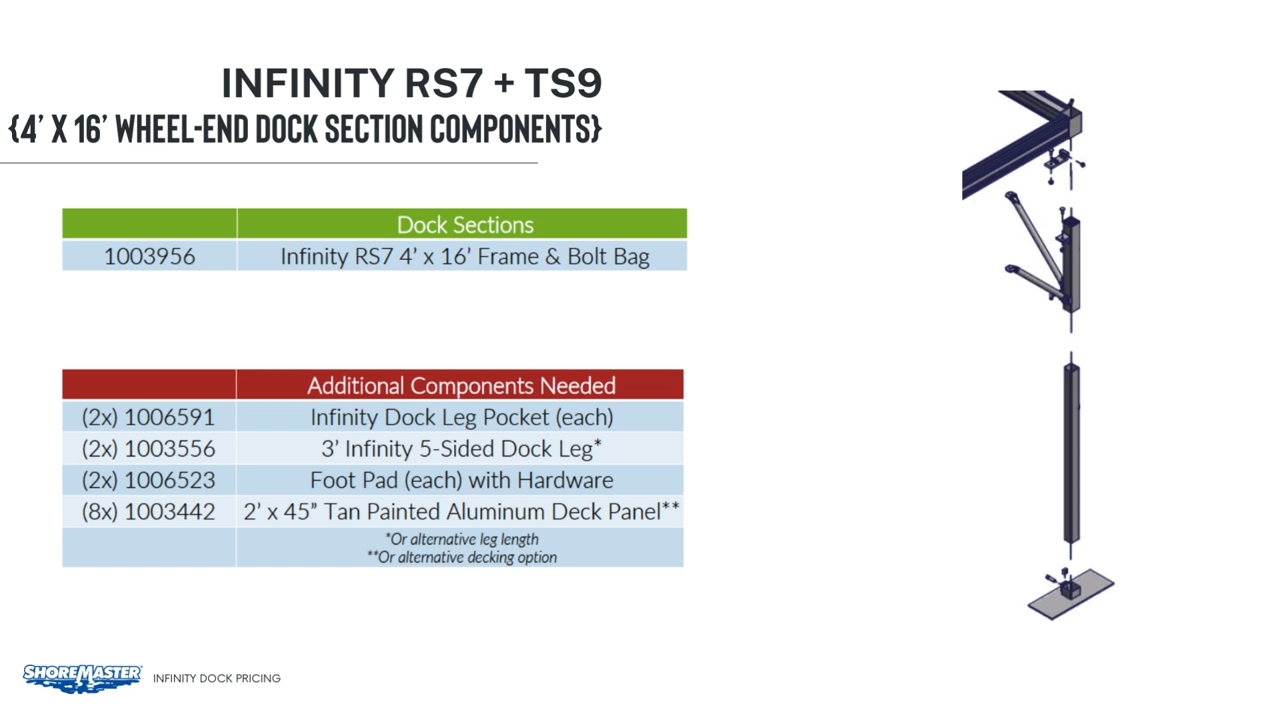 INFINITY RS7 + TS9
{4’ X 16’ WHEEL-END DOCK SECTION COMPONENTS}
Dock Sections
1003956 Infinity RS7 4’ x 16’ Frame & Bolt Bag
Additional Components Needed
(2x) 1006591 Infinity Dock Leg Pocket (each)
(2x) 1003556 3’ Infinity 5-Sided Dock Leg*
(2x) 1006523 Foot Pad (each) with Hardware
(8x) 1003442 2’ x 45” Tan Painted Aluminum Deck Panel**
*Or alternative leg length
**Or alternative decking option
SHOREMASTER INFINITY DOCK PRICING